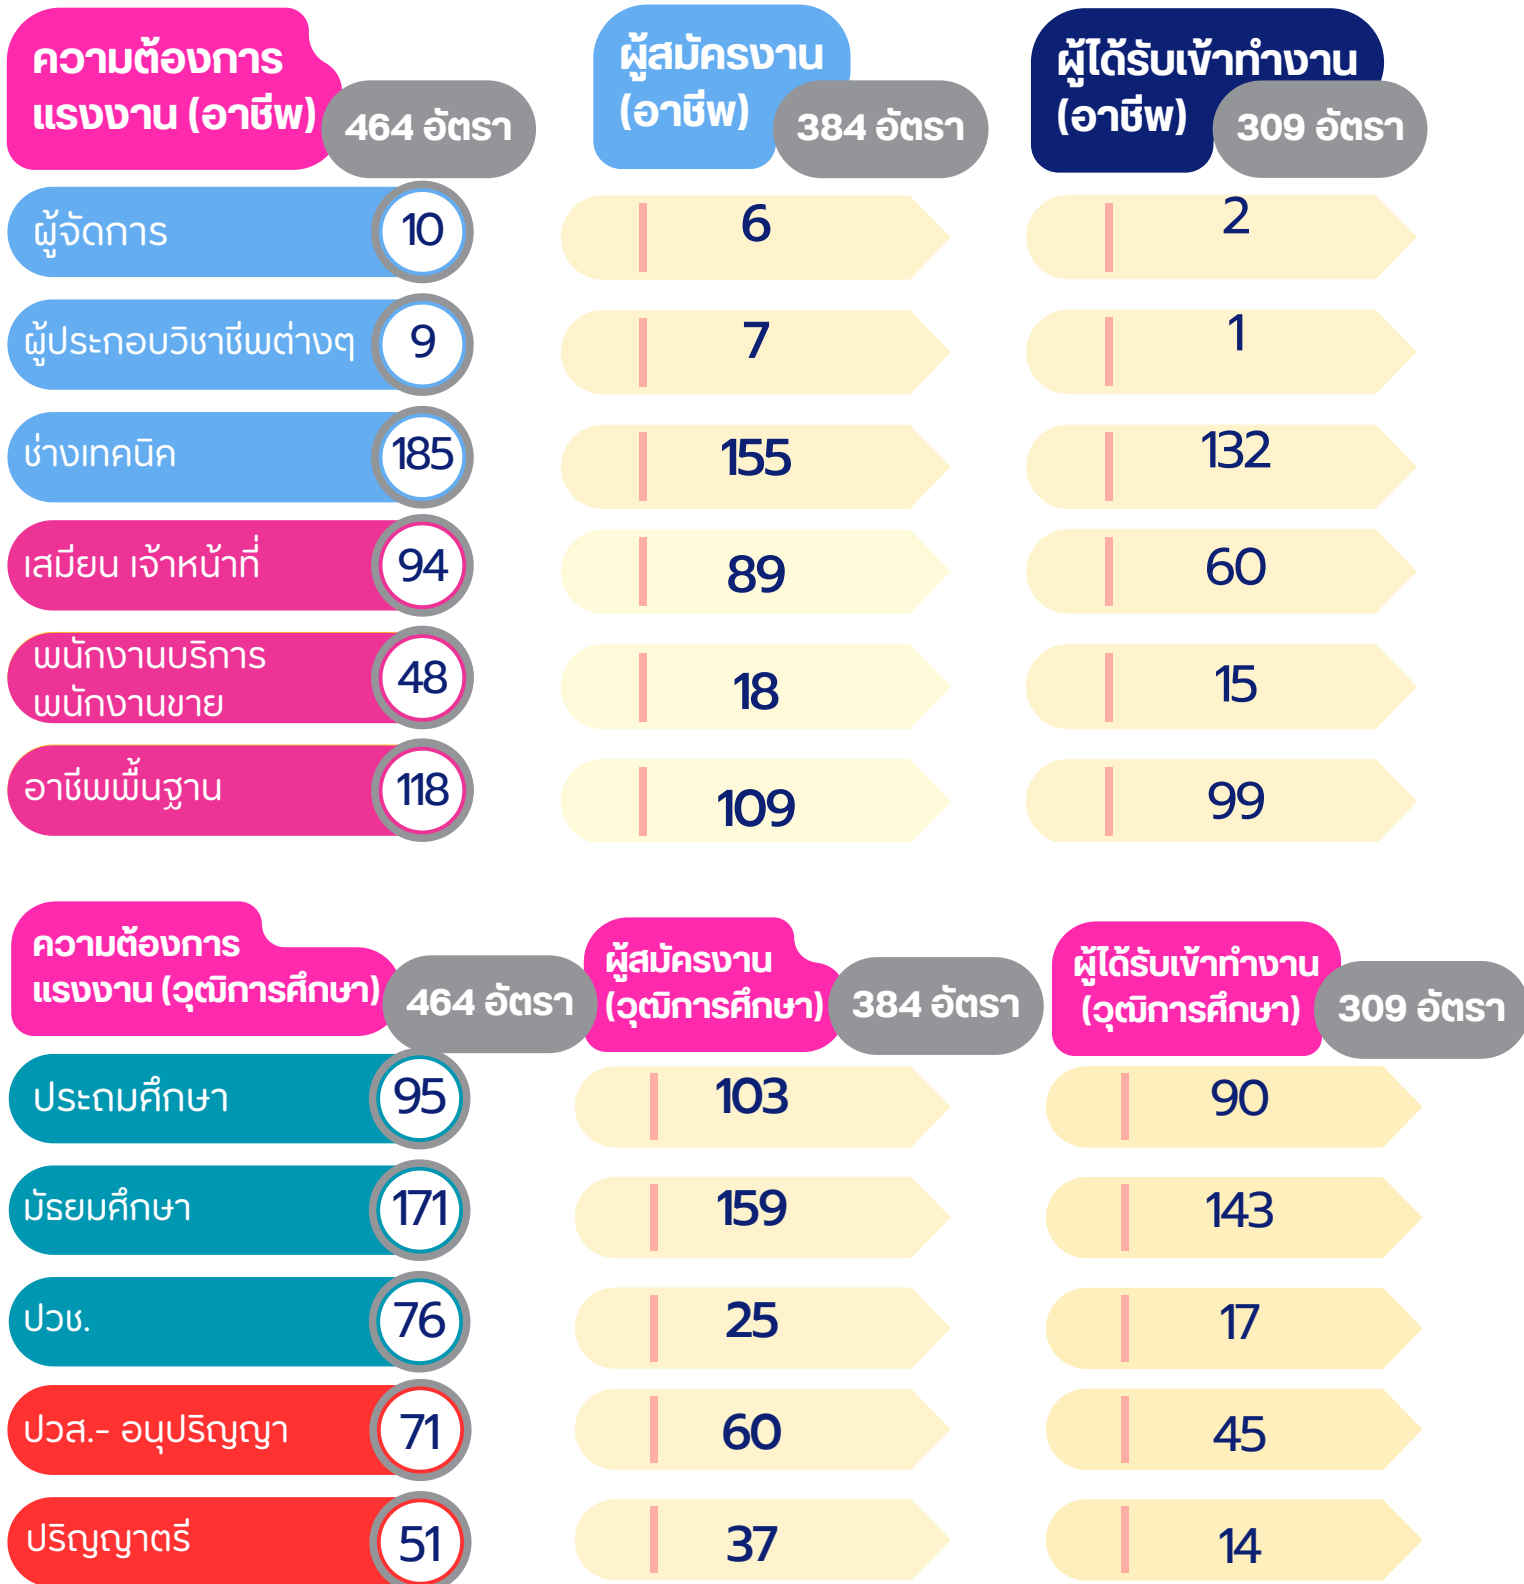 ความต้องการ
แรงงาน (อาชีพ)
464 อัตรา
ผู้สมัครงาน
(อาชีพ)
384 อัตรา
ผู้ได้รับเข้าทำงาน
(อาชีพ)
309 อัตรา
ผู้จัดการ 10 6 2
ผู้ประกอบวิชาชีพต่างๆ 9 7 1
ช่างเทคนิค 185 155 132
เสมียน เจ้าหน้าที่ 94 89 60
พนักงานบริการ
พนักงานขาย 48 18 15
อาชีพพื้นฐาน 118 109 99
ความต้องการ
แรงงาน (วุฒิการศึกษา)
464 อัตรา
ผู้สมัครงาน
(วุฒิการศึกษา)
384 อัตรา
ผู้ได้รับเข้าทำงาน
(วุฒิการศึกษา)
309 อัตรา
ประถมศึกษา 95 103 90
มัธยมศึกษา 171 159 143
ปวช. 76 25 17
ปวส.- อนุปริญญา 71 60 45
ปริญญาตรี 51 37 14